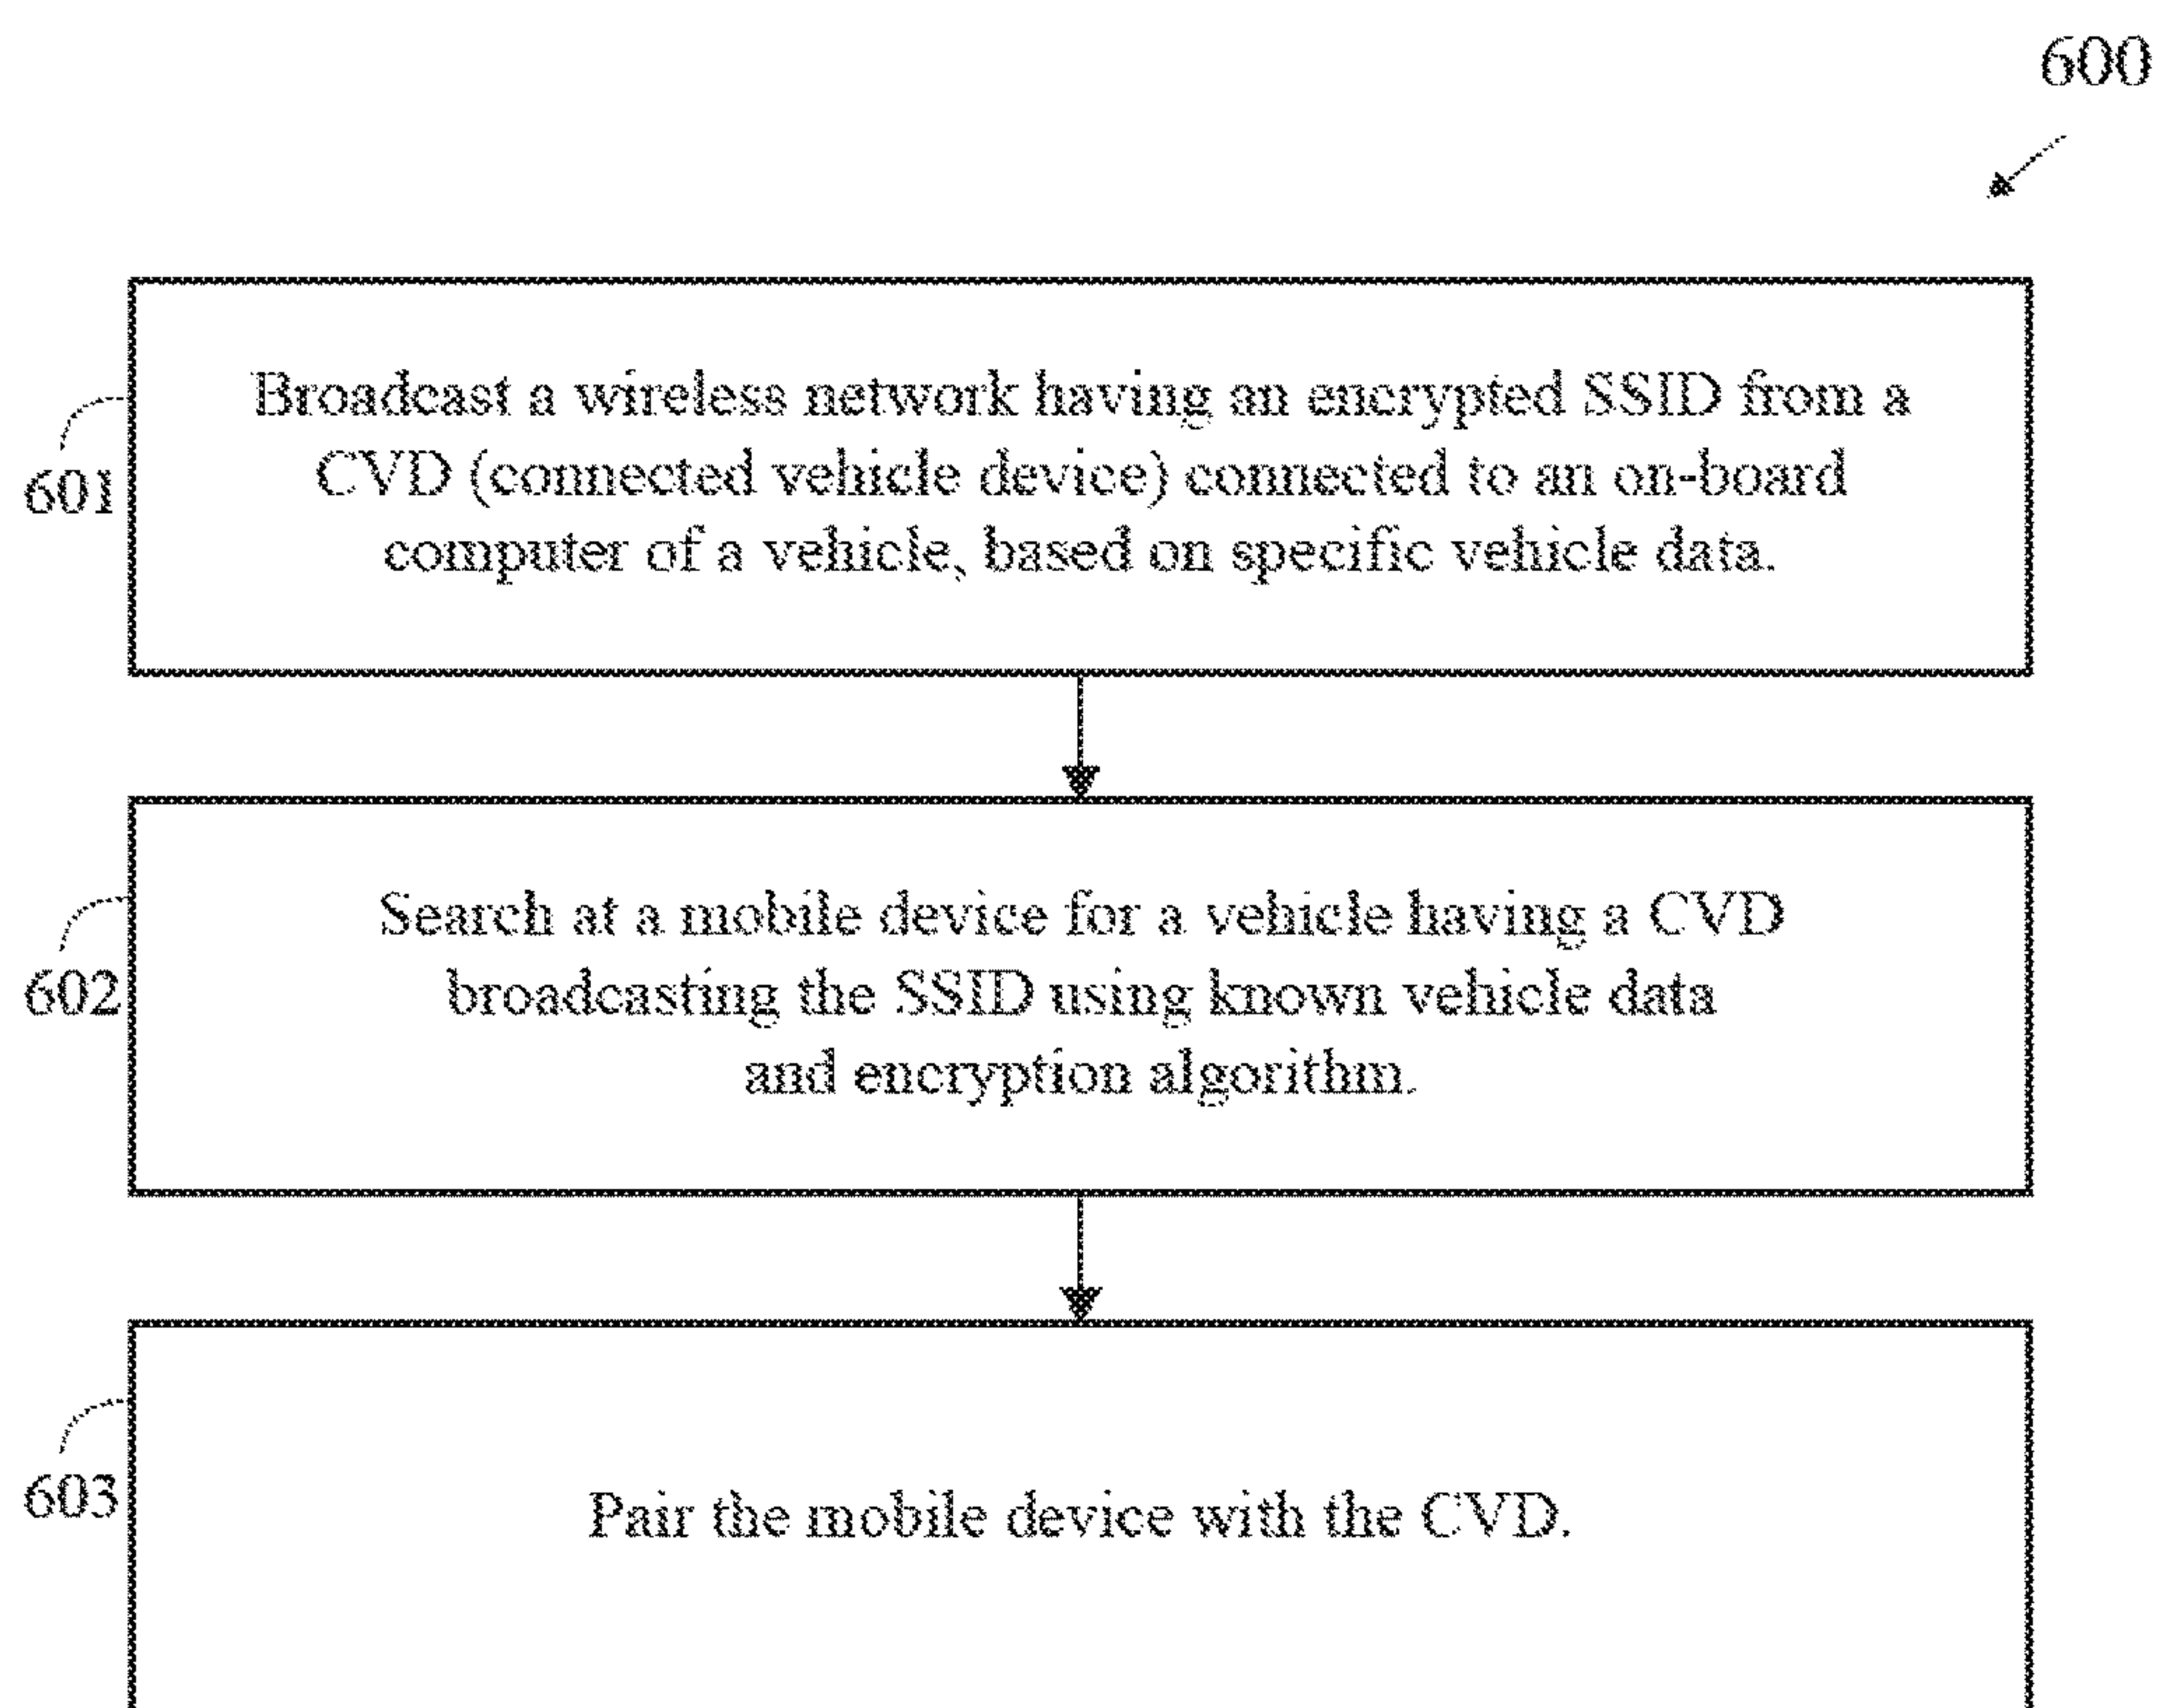 600
Broadcast a wireless network having an encrypted SSID from a
CVD (connected vehicle device) connected to an on-board
computer of a vehicle, based on specific vehicle data.
601
Search at a mobile device for a vehicle having a CVD
broadcasting the SSID using known vehicle data
and encryption algorithm.
602
Pair the mobile device with the CVD.
603